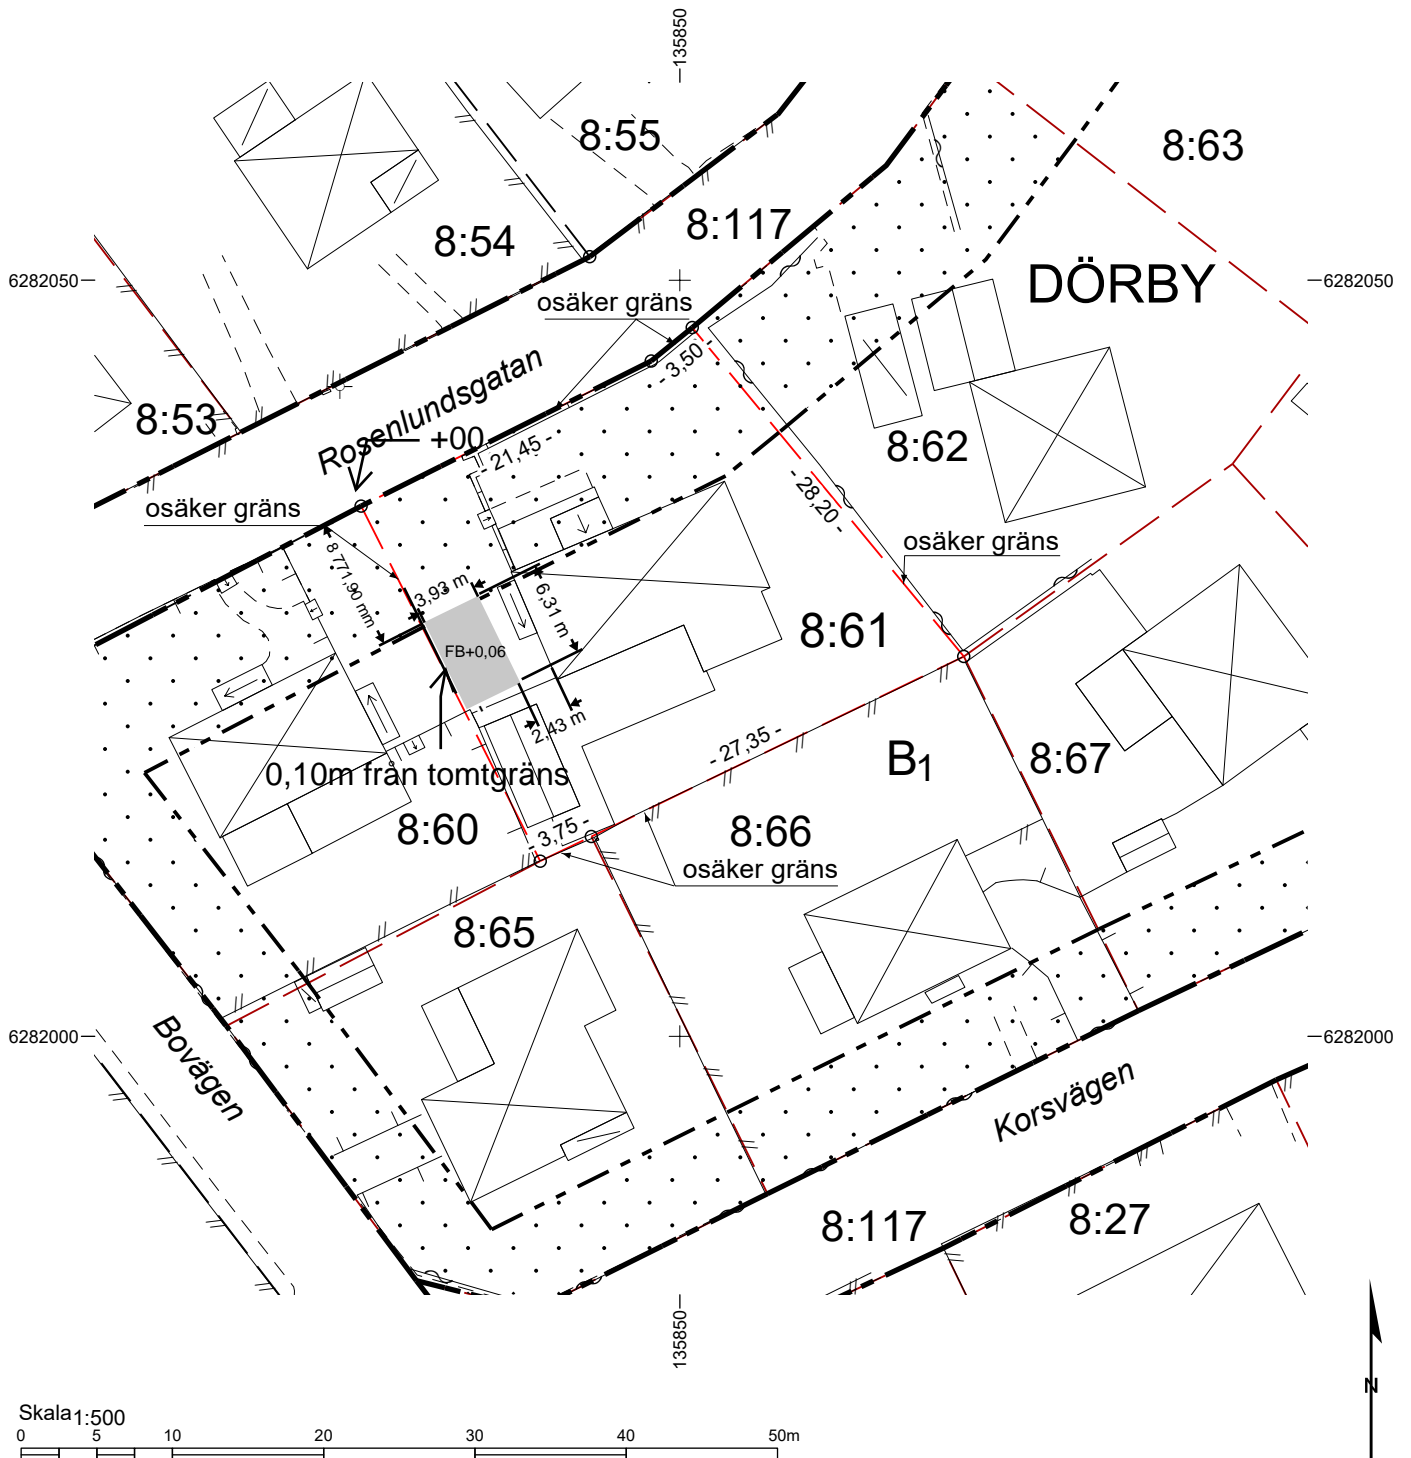 135850
8:55
8:63
8:117
8:54
DÖRBY
6282050
6282050
osäker gräns
- 3,50 -
Rosenlundsgatan
8:53
+00
- 21,45 -
8:62
- 28,20 -
osäker gräns
osäker gräns
8 771,90 mm
3,93 m
6,31 m
8:61
FB+0,06
2,43 m
- 27,35 -
B1
8:67
0,10m från tomtgräns
8:60
- 3,75 -
8:66
osäker gräns
8:65
Bovägen
6282000
6282000
Korsvägen
8:117
8:27
135850
N
Skala 1:500
0 5 10 20 30 40 50m